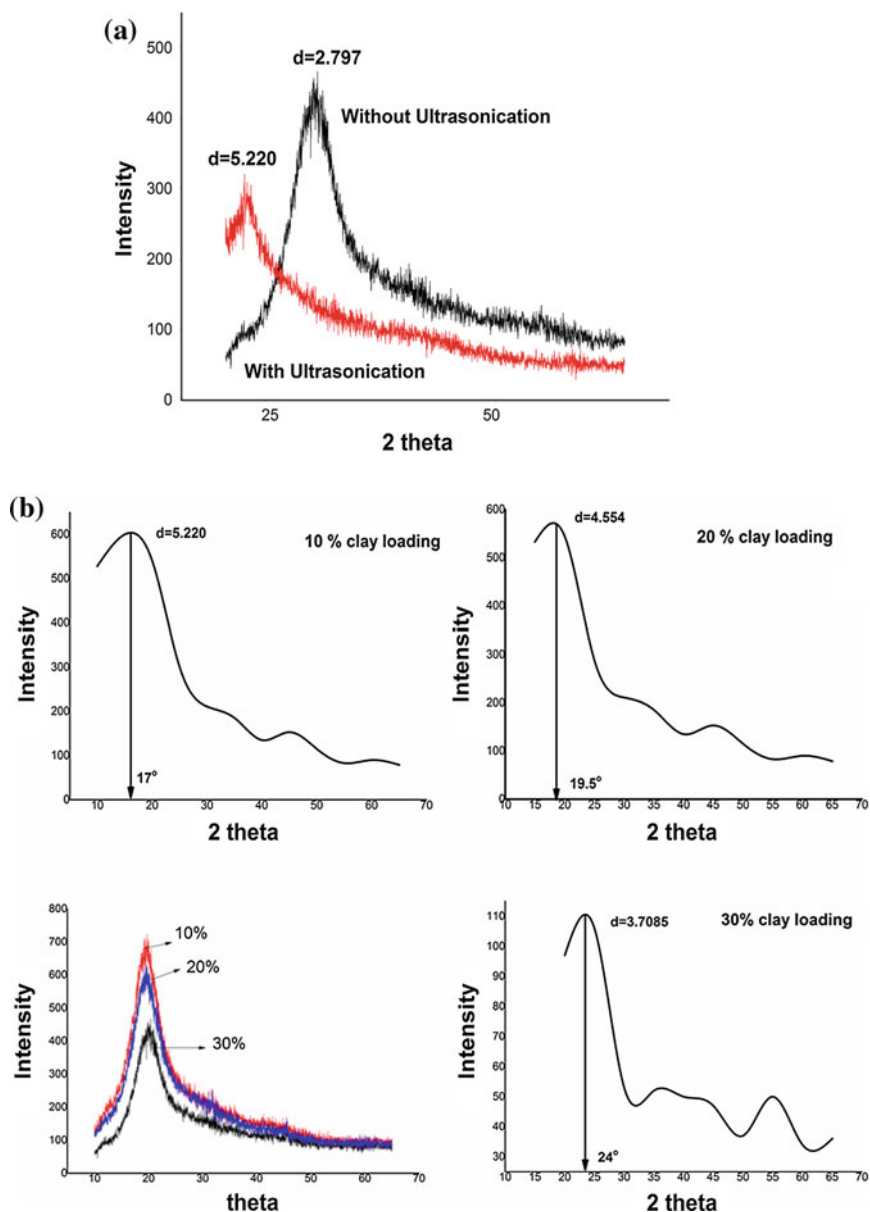 (a)
500
400
300
200
100
0
Intensity
d=2.797
Without Ultrasonication
d=5.220
With Ultrasonication
25 50
2 theta
(b)
600
500
400
300
200
100
0
Intensity
d=5.220
10 % clay loading
17°
10 20 30 40 50 60 70
2 theta
600
500
400
300
200
100
0
Intensity
d=4.554
20 % clay loading
19.5°
10 15 20 25 30 35 40 45 50 55 60 65 70
2 theta
800
700
600
500
400
300
200
100
0
Intensity
10%
20%
30%
10 20 30 40 50 60 70
theta
110
100
90
80
70
60
50
40
30
Intensity
d=3.7085
30% clay loading
24°
10 15 20 25 30 35 40 45 50 55 60 65 70
2 theta